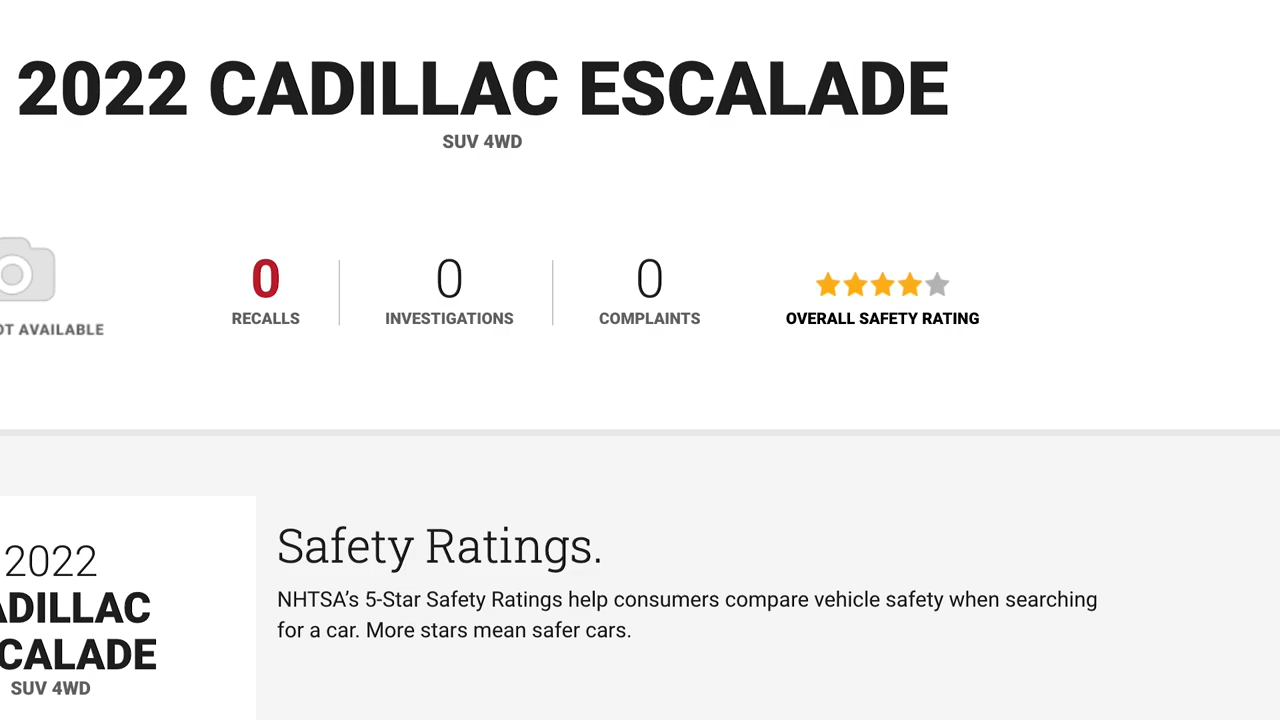 2022 CADILLAC ESCALADE
SUV 4WD
AVAILABLE
0
RECALLS
0
INVESTIGATIONS
0
COMPLAINTS
OVERALL SAFETY RATING
2022
ADILLAC
CALADE
SUV 4WD
Safety Ratings.
NHTSA’s 5-Star Safety Ratings help consumers compare vehicle safety when searching
for a car. More stars mean safer cars.